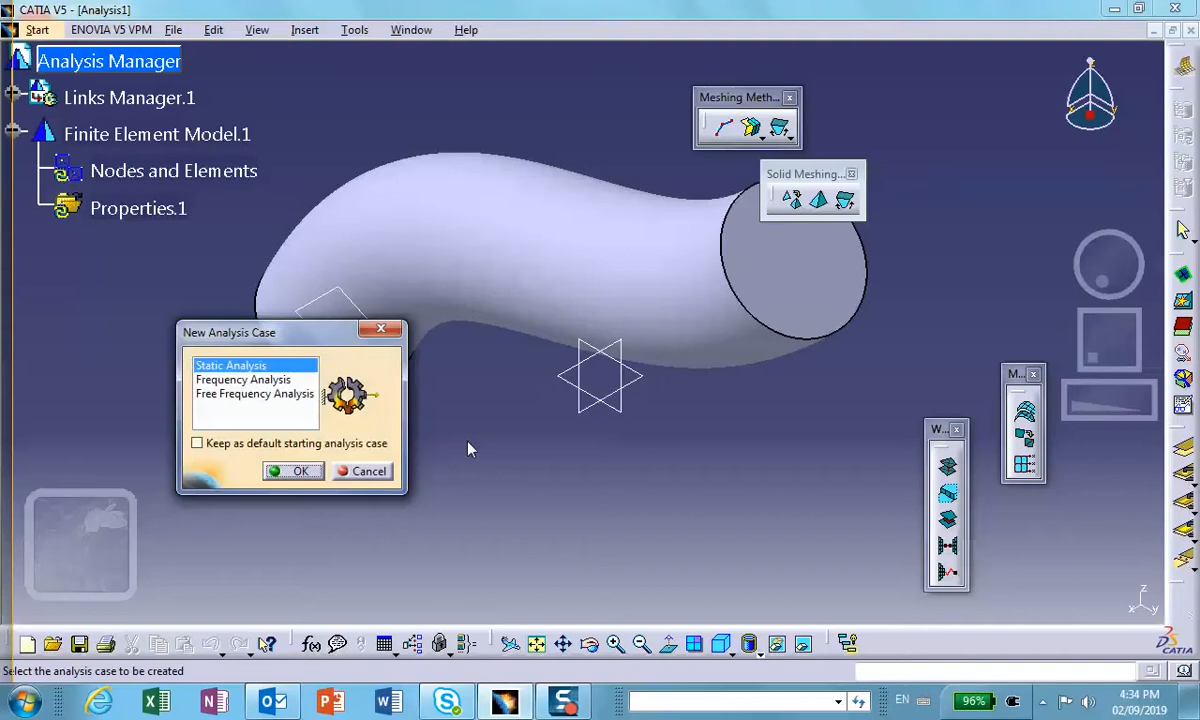 CATIA V5 - [Analysis1]
Start ENOVIA V5 VPM File Edit View Insert Tools Window Help
Analysis Manager
Links Manager.1
Finite Element Model.1
Nodes and Elements
Properties.1
Meshing Meth...
Solid Meshing...
New Analysis Case
Static Analysis
Frequency Analysis
Free Frequency Analysis
Keep as default starting analysis case
OK Cancel
M...
W...
z
x y
f(x)
Select the analysis case to be created
CATIA
EN
96%
4:34 PM
02/09/2019